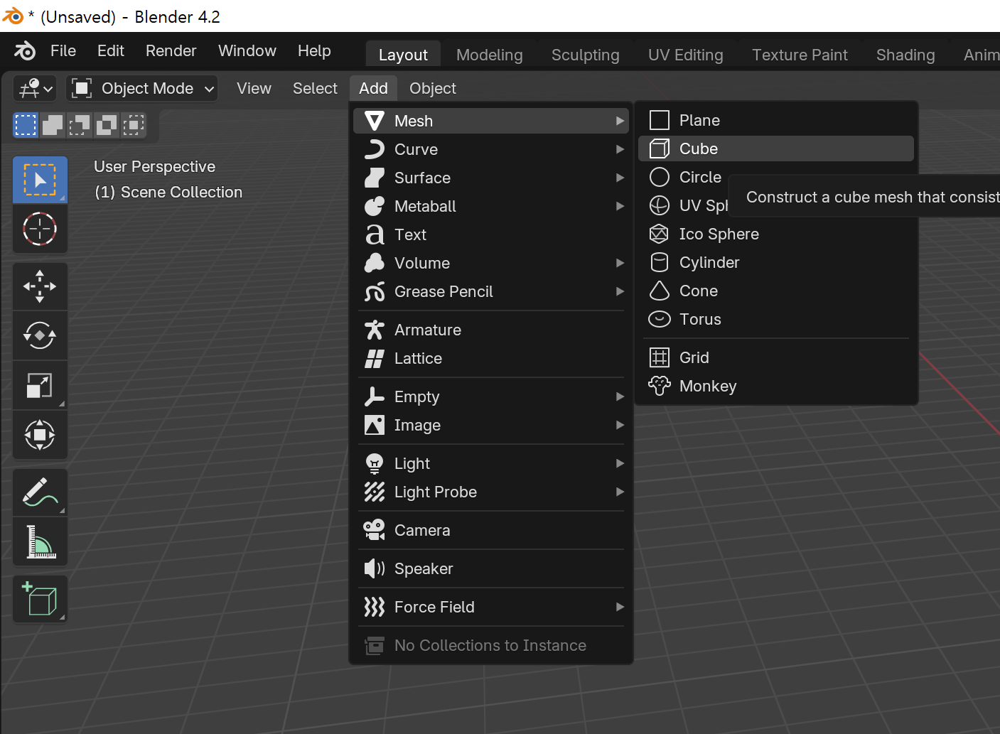 * (Unsaved) - Blender 4.2
File Edit Render Window Help Layout Modeling Sculpting UV Editing Texture Paint Shading Anim
Object Mode View Select Add Object
User Perspective
(1) Scene Collection
Mesh
Curve
Surface
Metaball
Text
Volume
Grease Pencil
Armature
Lattice
Empty
Image
Light
Light Probe
Camera
Speaker
Force Field
No Collections to Instance
Plane
Cube
Circle
Construct a cube mesh that consist
UV Sph
Ico Sphere
Cylinder
Cone
Torus
Grid
Monkey